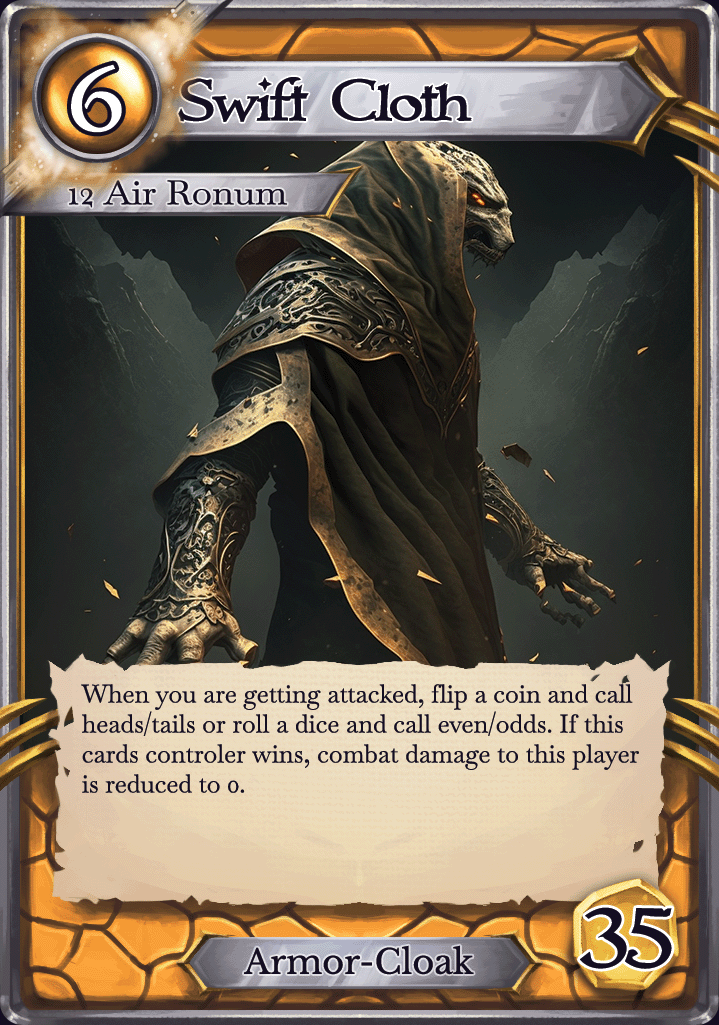 6
Swift Cloth
12 Air Ronum
When you are getting attacked, flip a coin and call
heads/tails or roll a dice and call even/odds. If this
cards controler wins, combat damage to this player
is reduced to 0.
35
Armor-Cloak